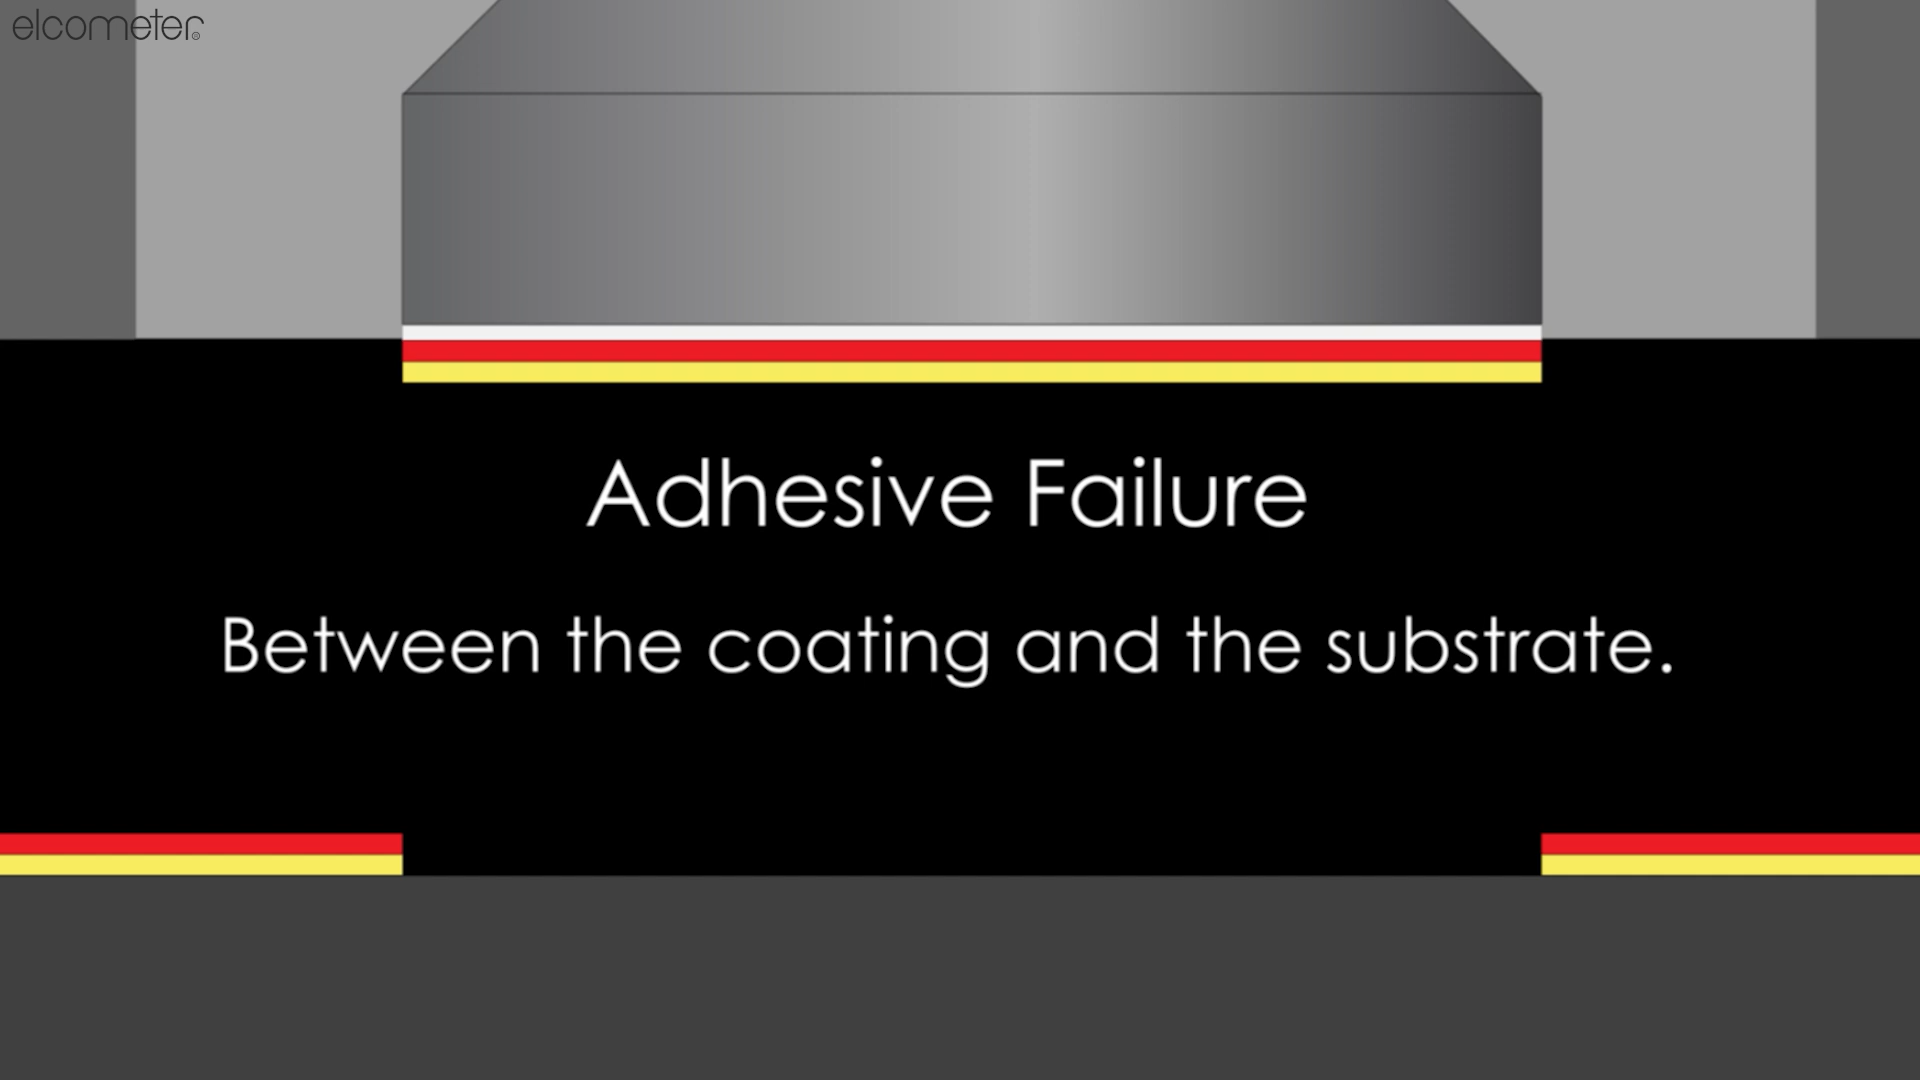 elcometer
Adhesive Failure
Between the coating and the substrate.